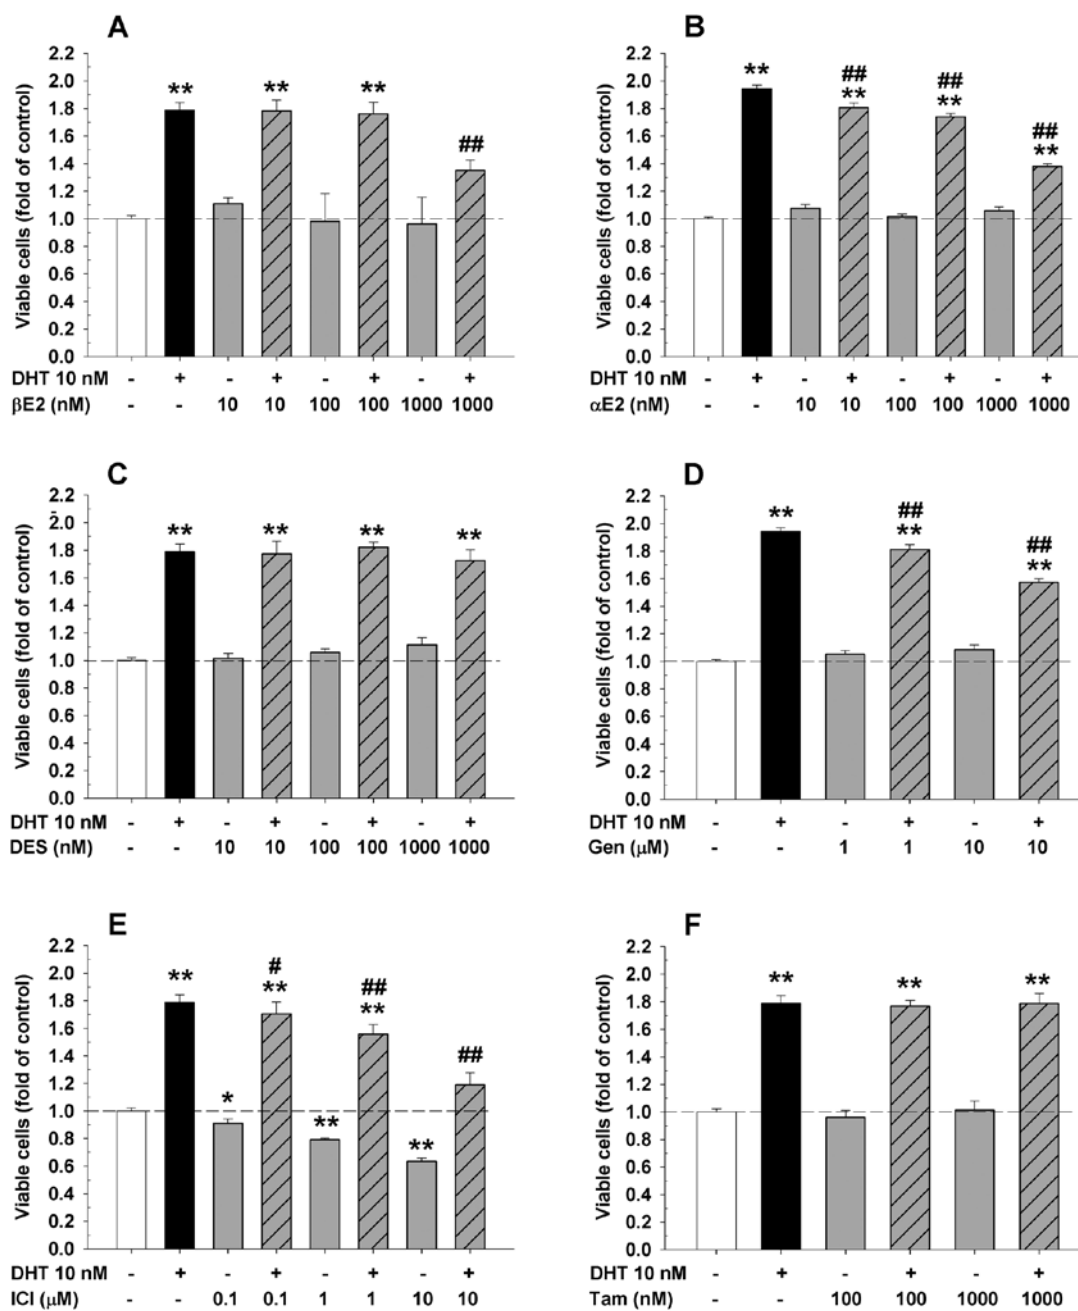 A
Viable cells (fold of control)
2.2
2.0
1.8
1.6
1.4
1.2
1.0
0.8
0.6
0.4
0.2
0.0
** ** ** ##
DHT 10 nM - + - + - + - +
βE2 (nM) - - 10 10 100 100 1000 1000
B
Viable cells (fold of control)
2.2
2.0
1.8
1.6
1.4
1.2
1.0
0.8
0.6
0.4
0.2
0.0
** ## ** ## ** ## **
DHT 10 nM - + - + - + - +
αE2 (nM) - - 10 10 100 100 1000 1000
C
Viable cells (fold of control)
2.2
2.0
1.8
1.6
1.4
1.2
1.0
0.8
0.6
0.4
0.2
0.0
** ** ** **
DHT 10 nM - + - + - + - +
DES (nM) - - 10 10 100 100 1000 1000
D
Viable cells (fold of control)
2.2
2.0
1.8
1.6
1.4
1.2
1.0
0.8
0.6
0.4
0.2
0.0
** ## ** ## **
DHT 10 nM - + - + - +
Gen (μM) - - 1 1 10 10
E
Viable cells (fold of control)
2.2
2.0
1.8
1.6
1.4
1.2
1.0
0.8
0.6
0.4
0.2
0.0
** * # ** ** ## ** ** ##
DHT 10 nM - + - + - + - +
ICI (μM) - - 0.1 0.1 1 1 10 10
F
Viable cells (fold of control)
2.2
2.0
1.8
1.6
1.4
1.2
1.0
0.8
0.6
0.4
0.2
0.0
** ** **
DHT 10 nM - + - + - +
Tam (nM) - - 100 100 1000 1000